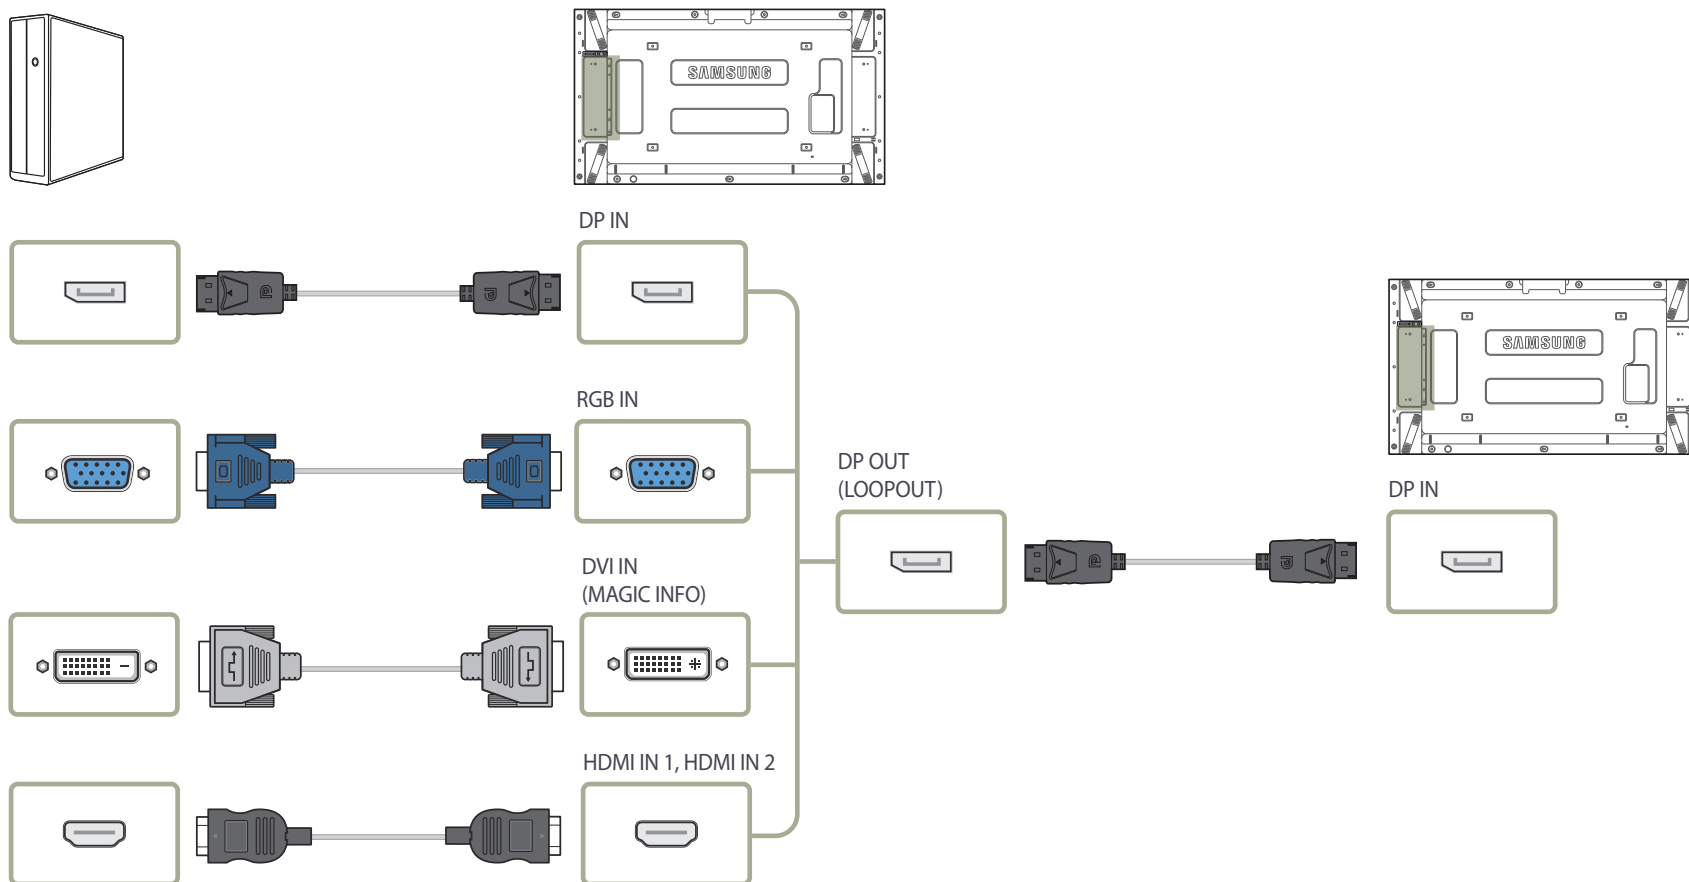 SAMSUNG
DP IN
SAMSUNG
RGB IN
DP OUT
(LOOPOUT)
DP IN
DVI IN
(MAGIC INFO)
HDMI IN 1, HDMI IN 2